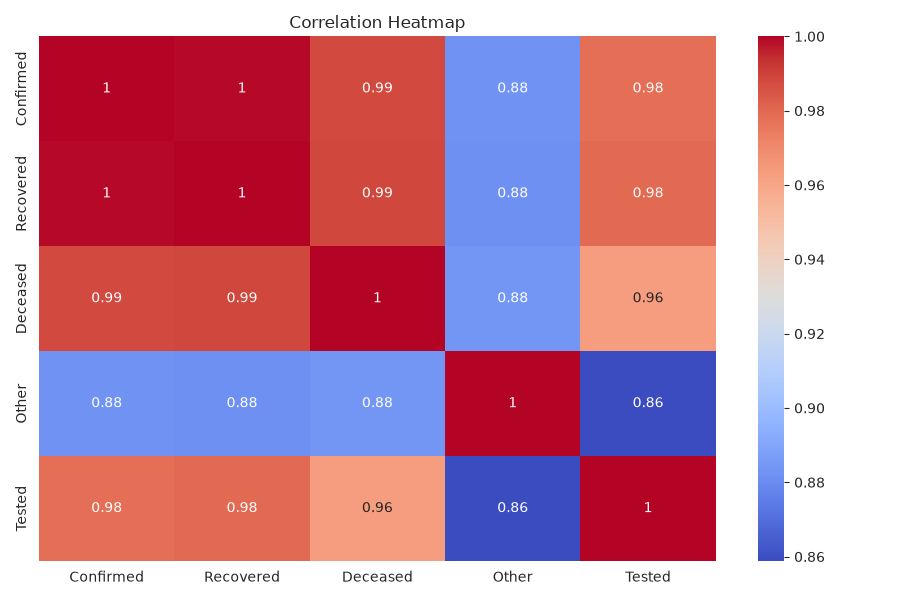 Correlation Heatmap
Confirmed 1 1 0.99 0.88 0.98
Recovered 1 1 0.99 0.88 0.98
Deceased 0.99 0.99 1 0.88 0.96
Other 0.88 0.88 0.88 1 0.86
Tested 0.98 0.98 0.96 0.86 1
Confirmed Recovered Deceased Other Tested
1.00
0.98
0.96
0.94
0.92
0.90
0.88
0.86